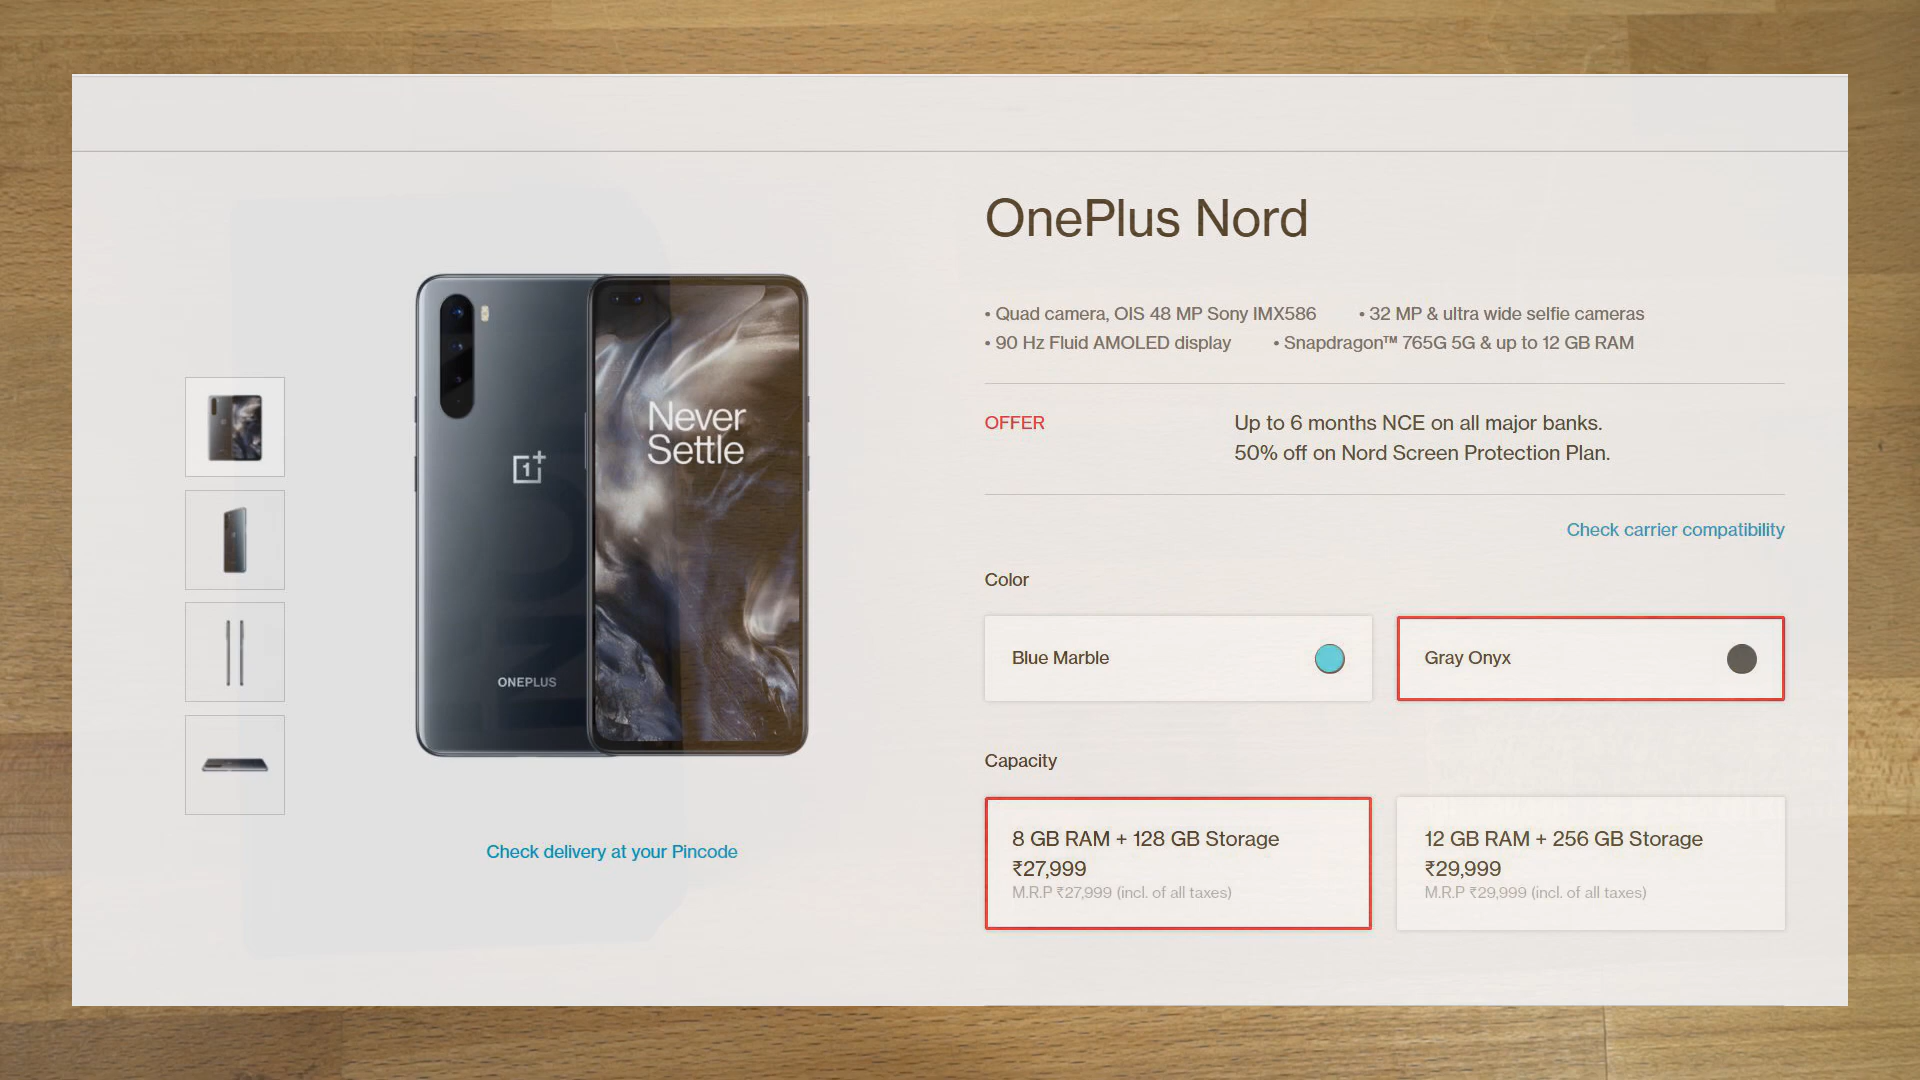 OnePlus Nord
• Quad camera, OIS 48 MP Sony IMX586 • 32 MP & ultra wide selfie cameras
• 90 Hz Fluid AMOLED display • Snapdragon™ 765G 5G & up to 12 GB RAM
OFFER
Up to 6 months NCE on all major banks.
50% off on Nord Screen Protection Plan.
Check carrier compatibility
Color
Blue Marble
Gray Onyx
Capacity
8 GB RAM + 128 GB Storage
₹27,999
M.R.P ₹27,999 (incl. of all taxes)
12 GB RAM + 256 GB Storage
₹29,999
M.R.P ₹29,999 (incl. of all taxes)
Never
Settle
1+
ONEPLUS
Check delivery at your Pincode